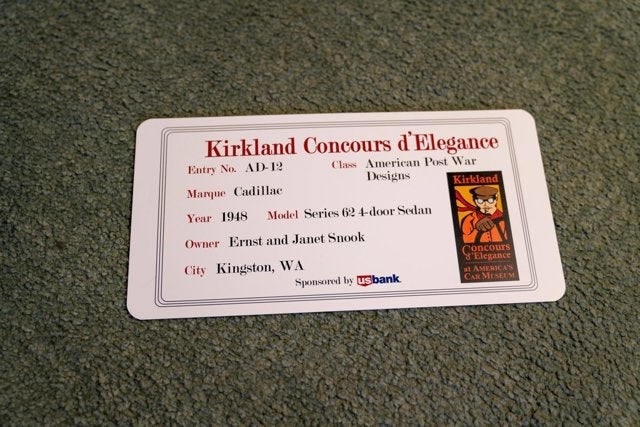 Kirkland Concours d'Elegance
Entry No. AD-12 Class American Post War
Designs
Marque Cadillac
Year 1948 Model Series 62 4-door Sedan
Owner Ernst and Janet Snook
City Kingston, WA
Sponsored by usbank
Kirkland
Concours
d'Elegance
at America's
Car Museum